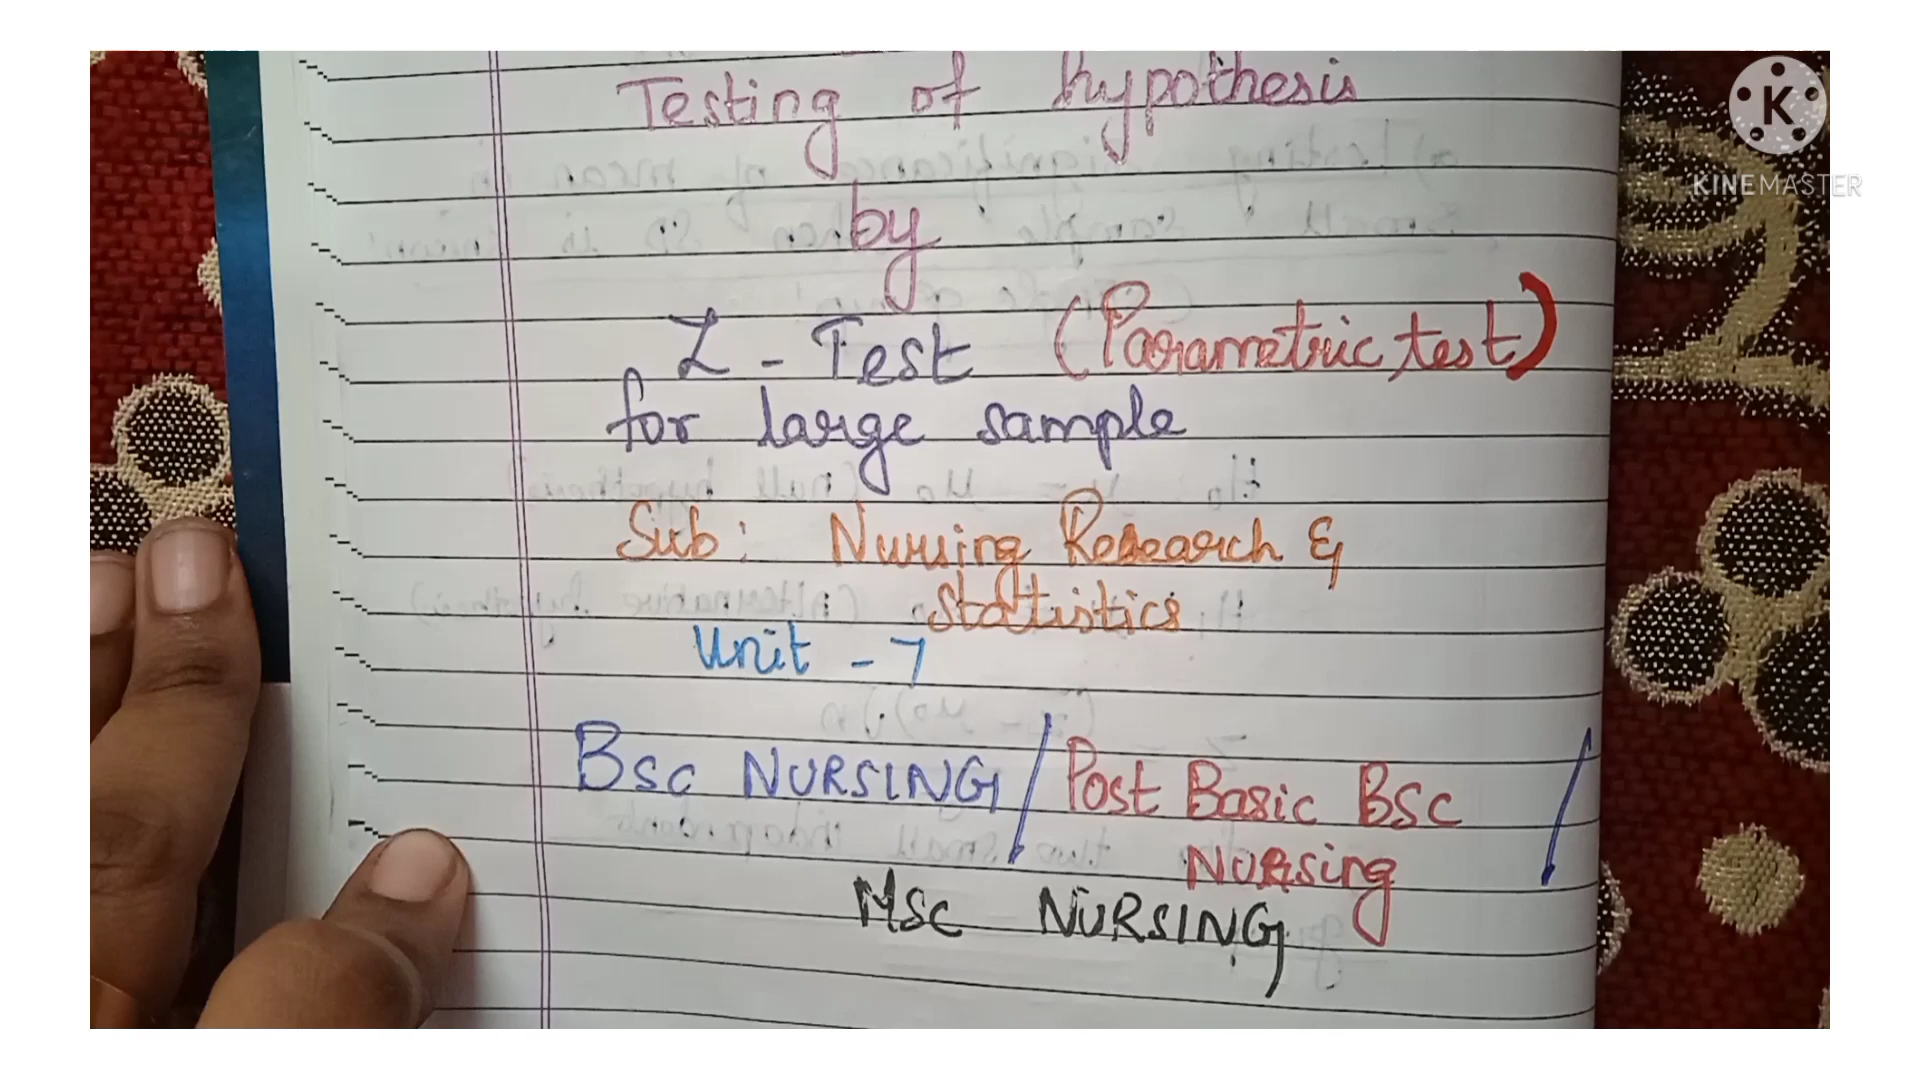 Testing of hypothesis
by
Z - Test (Parametric test)
for large sample
Sub: Nursing Research &
Statistics
Unit - 7
BSC NURSING / Post Basic BSC /
Nursing
MSC NURSING
K
KINEMASTER